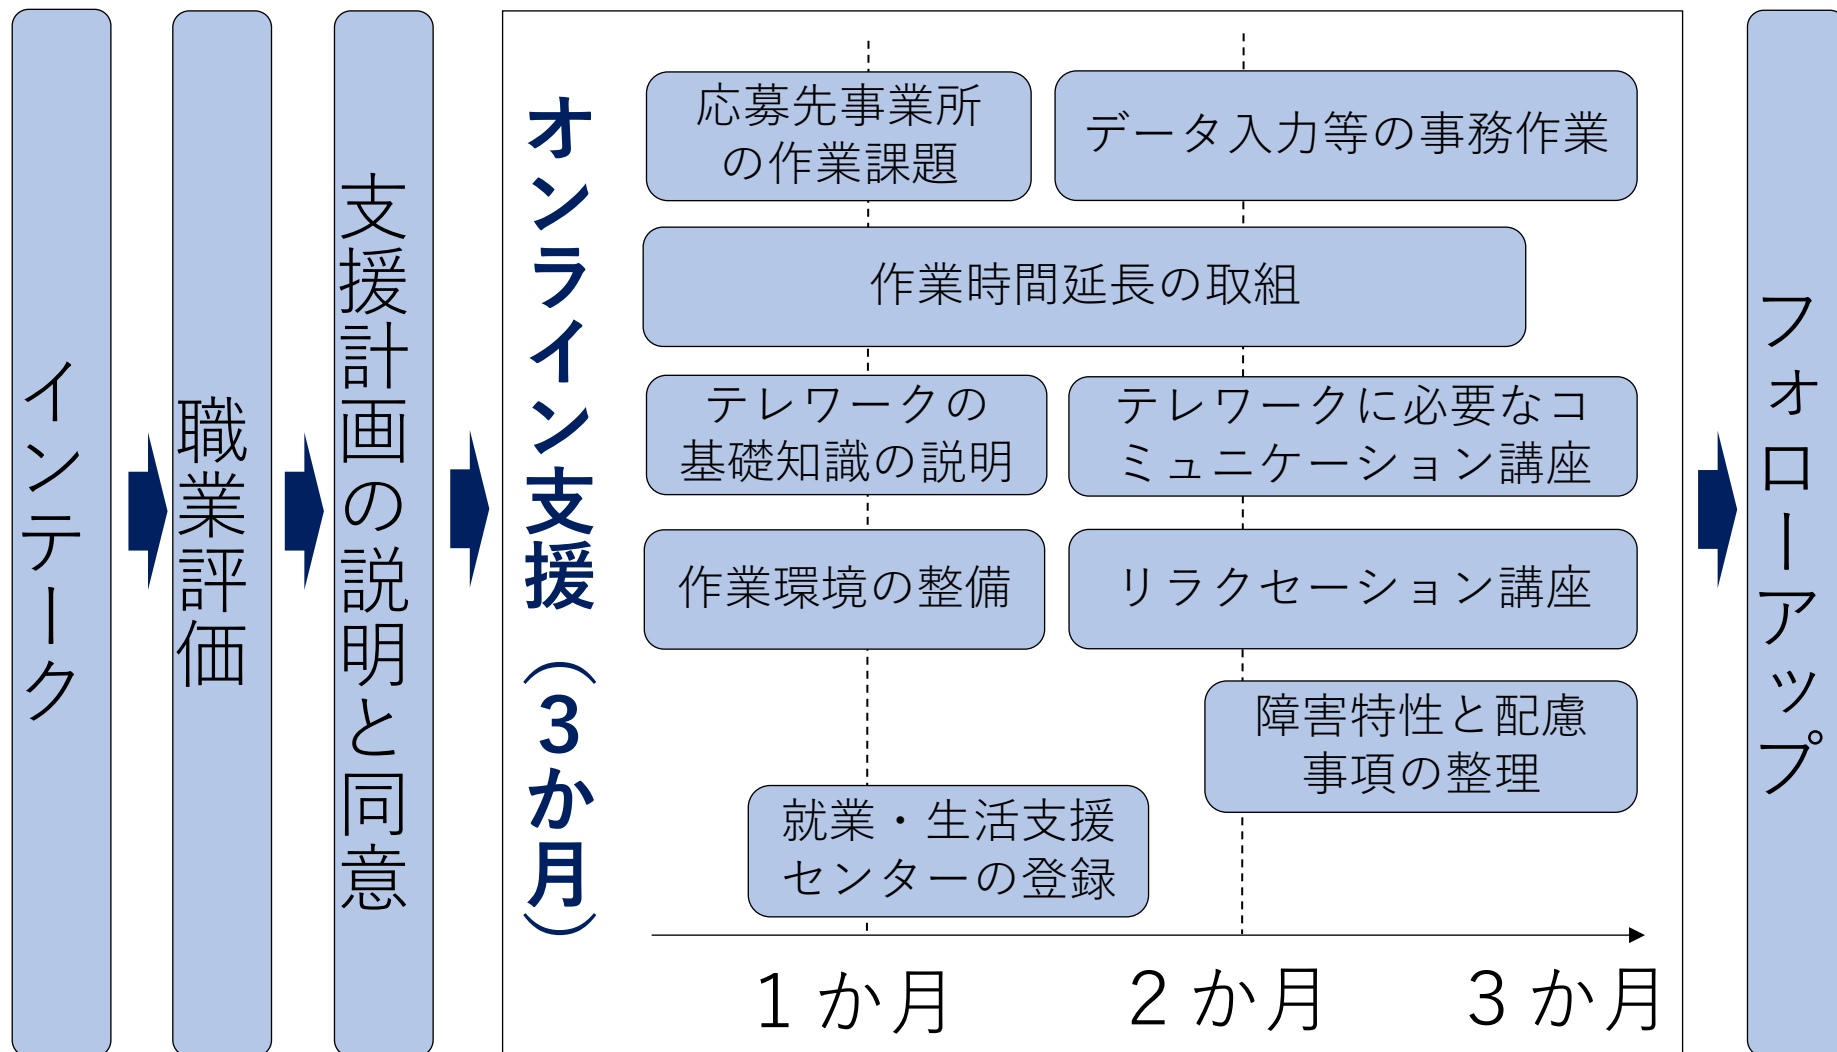 インテーク
職業評価
支援計画の説明と同意
オンライン支援（３か月）
応募先事業所
の作業課題
データ入力等の事務作業
作業時間延長の取組
テレワークの
基礎知識の説明
テレワークに必要なコ
ミュニケーション講座
作業環境の整備
リラクセーション講座
障害特性と配慮
事項の整理
就業・生活支援
センターの登録
１か月
２か月
３か月
フォローアップ